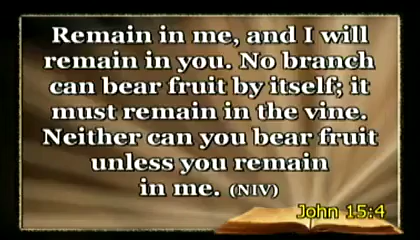 Remain in me, and I will
remain in you. No branch
can bear fruit by itself; it
must remain in the vine.
Neither can you bear fruit
unless you remain
in me. (NIV)
John 15:4